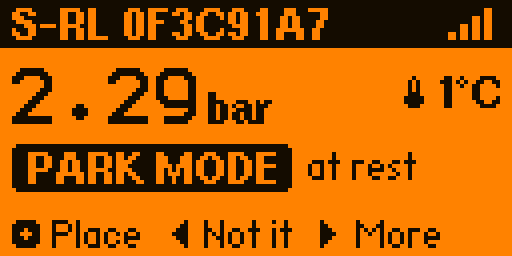 S-RL 0F3C91A7
2.29 bar 1°C
PARK MODE at rest
Place Not it More